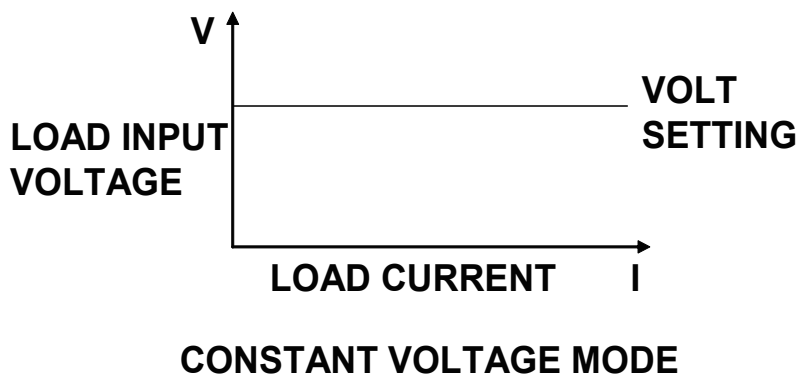 V
VOLT
SETTING
LOAD INPUT
VOLTAGE
LOAD CURRENT I
CONSTANT VOLTAGE MODE